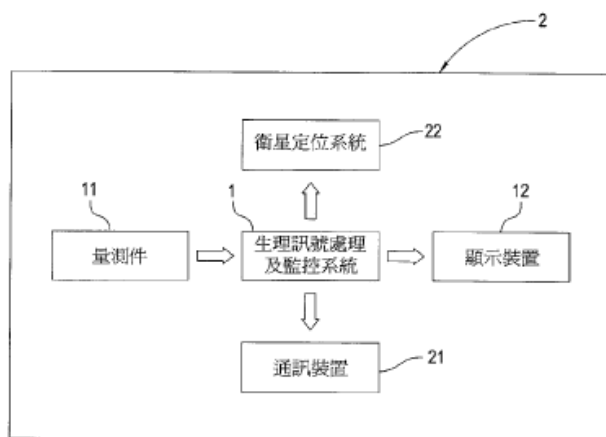 2
衛星定位系統
22
11
1
12
量測件
生理訊號處理
及監控系統
顯示裝置
通訊裝置
21